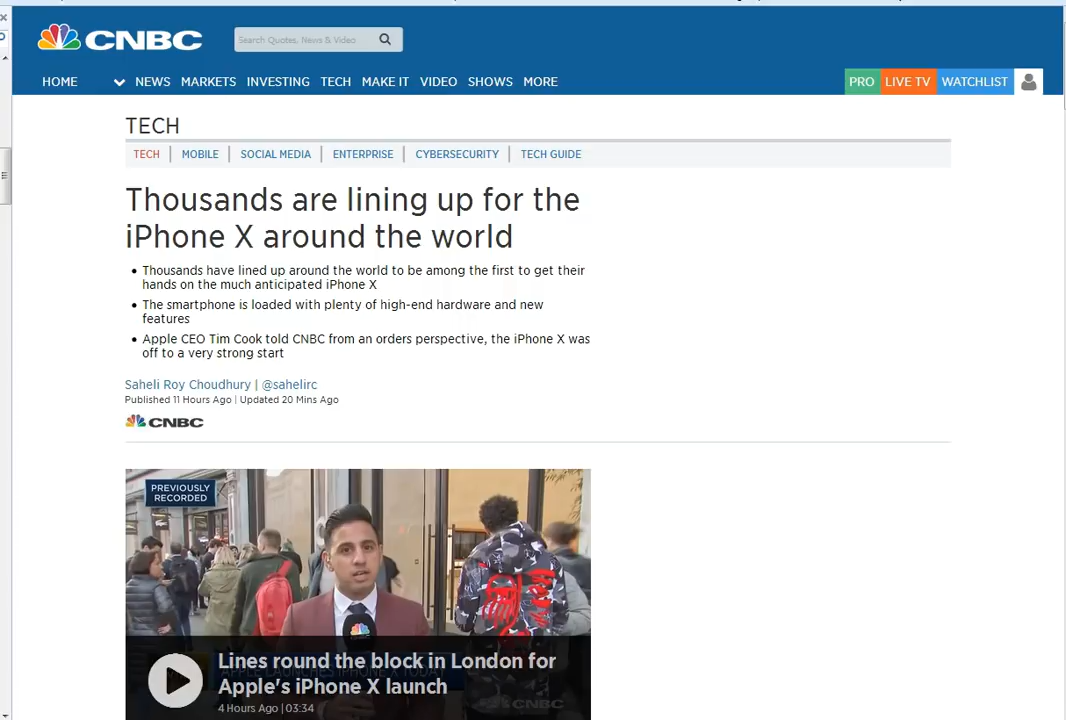 CNBC
Search Quotes, News & Video
HOME NEWS MARKETS INVESTING TECH MAKE IT VIDEO SHOWS MORE
PRO LIVE TV WATCHLIST
TECH
TECH MOBILE SOCIAL MEDIA ENTERPRISE CYBERSECURITY TECH GUIDE
Thousands are lining up for the
iPhone X around the world
• Thousands have lined up around the world to be among the first to get their
hands on the much anticipated iPhone X
• The smartphone is loaded with plenty of high-end hardware and new
features
• Apple CEO Tim Cook told CNBC from an orders perspective, the iPhone X was
off to a very strong start
Saheli Roy Choudhury | @sahelirc
Published 11 Hours Ago | Updated 20 Mins Ago
CNBC
PREVIOUSLY
RECORDED
Lines round the block in London for
Apple's iPhone X launch
4 Hours Ago | 03:34
CNBC